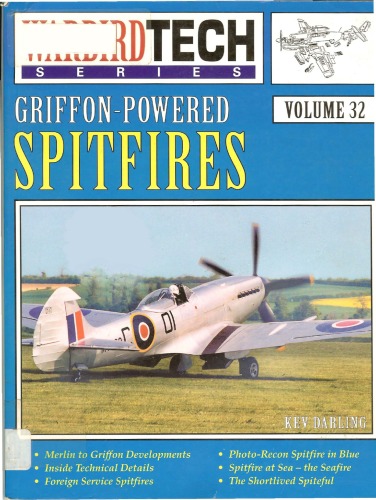 WARBIRDTECH
SERIES
GRIFFON-POWERED
VOLUME 32
SPITFIRES
DI
KEV DARLING
• Merlin to Griffon Developments
• Inside Technical Details
• Foreign Service Spitfires
• Photo-Recon Spitfire in Blue
• Spitfire at Sea – the Seafire
• The Shortlived Spiteful